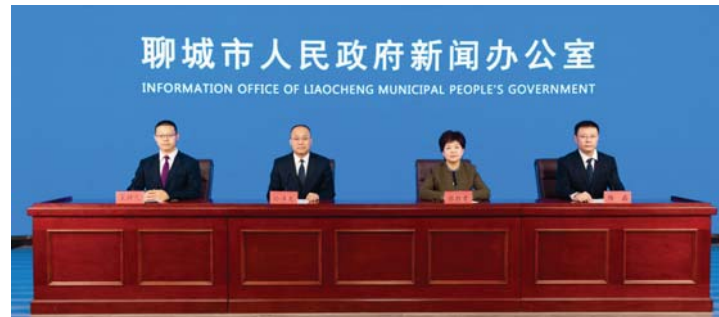 聊城市人民政府新闻办公室
INFORMATION OFFICE OF LIAOCHENG MUNICIPAL PEOPLE'S GOVERNMENT